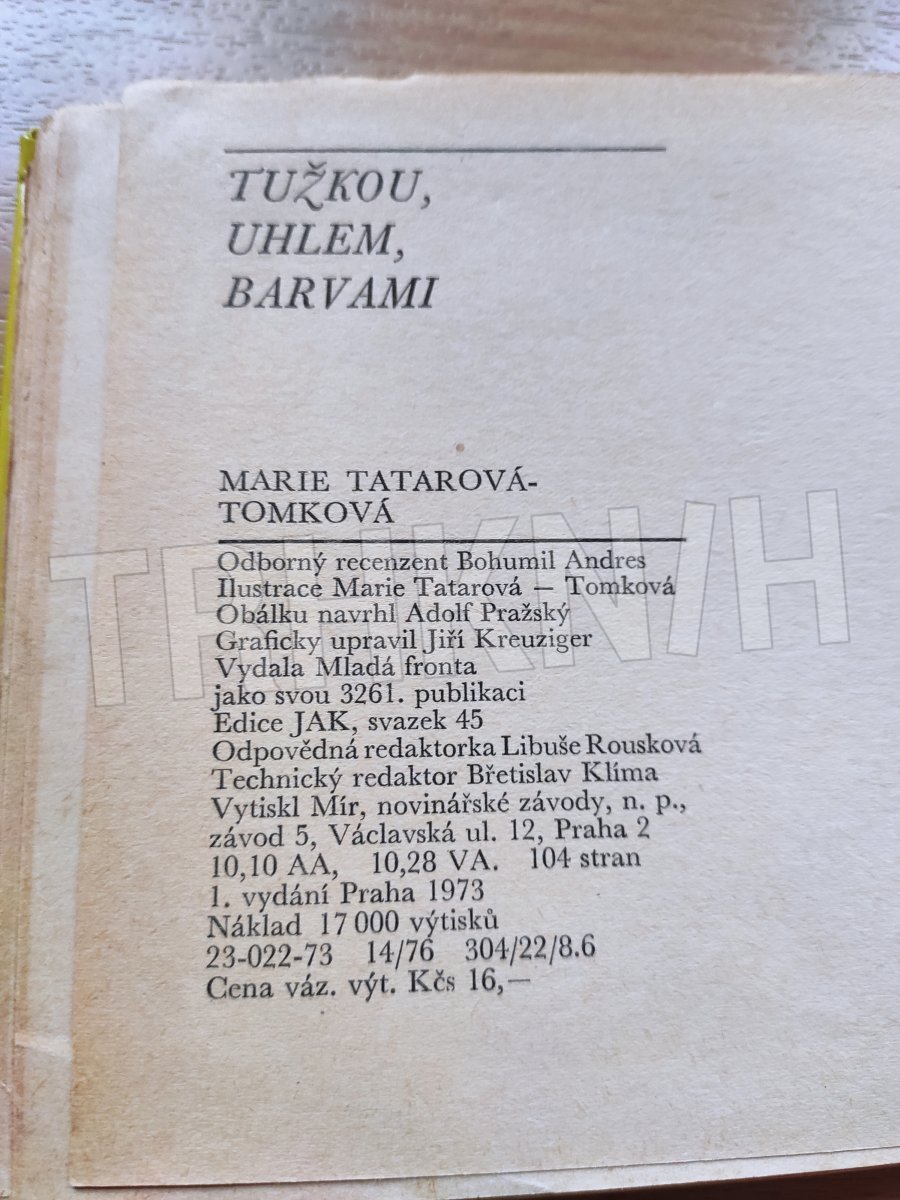 TUŽKOU,
UHLEM,
BARVAMI
MARIE TATAROVÁ-
TOMKOVÁ
Odborný recenzent Bohumil Andres
Ilustrace Marie Tatarová — Tomková
Obálku navrhl Adolf Pražský
Graficky upravil Jiří Kreuziger
Vydala Mladá fronta
jako svou 3261. publikaci
Edice JAK, svazek 45
Odpovědná redaktorka Libuše Rousková
Technický redaktor Břetislav Klíma
Vytiskl Mír, novinářské závody, n. p.,
závod 5, Václavská ul. 12, Praha 2
10,10 AA, 10,28 VA. 104 stran
1. vydání Praha 1973
Náklad 17 000 výtisků
23-022-73 14/76 304/22/8.6
Cena váz. výt. Kčs 16,—